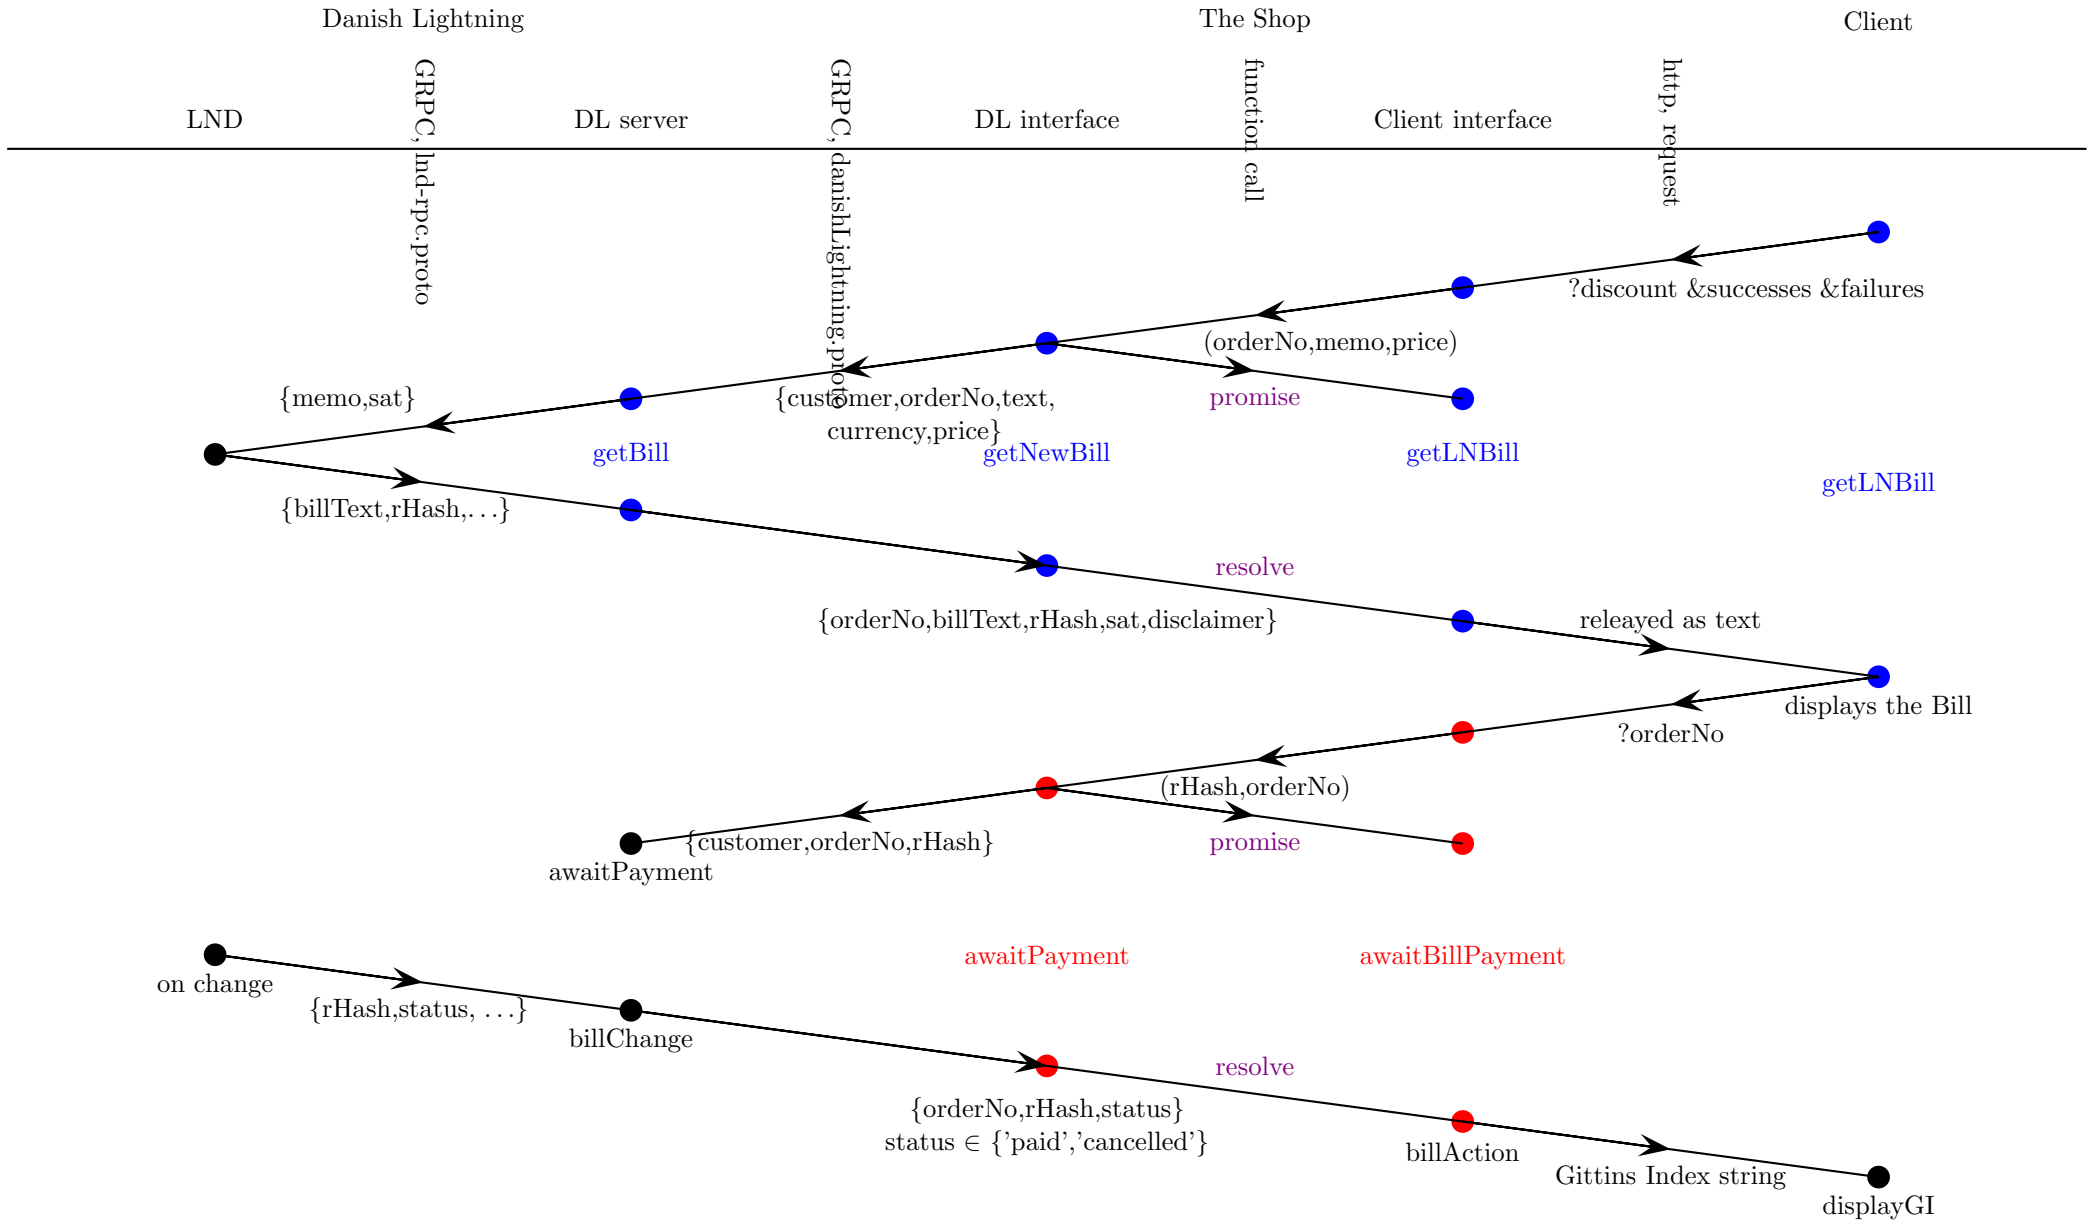 Danish Lightning
The Shop
Client
GRPC, lnd-rpc.proto
GRPC, danishLightning.proto
function call
http, request
LND
DL server
DL interface
Client interface
?discount &successes &failures
(orderNo,memo,price)
{memo,sat}
{customer,orderNo,text,
currency,price}
promise
getBill
getNewBill
getLNBill
getLNBill
{billText,rHash,...}
resolve
{orderNo,billText,rHash,sat,disclaimer}
releayed as text
displays the Bill
?orderNo
(rHash,orderNo)
{customer,orderNo,rHash}
promise
awaitPayment
awaitPayment
awaitBillPayment
on change
{rHash,status, ...}
billChange
resolve
{orderNo,rHash,status}
status ∈ {’paid’,’cancelled’}
billAction
Gittins Index string
displayGI